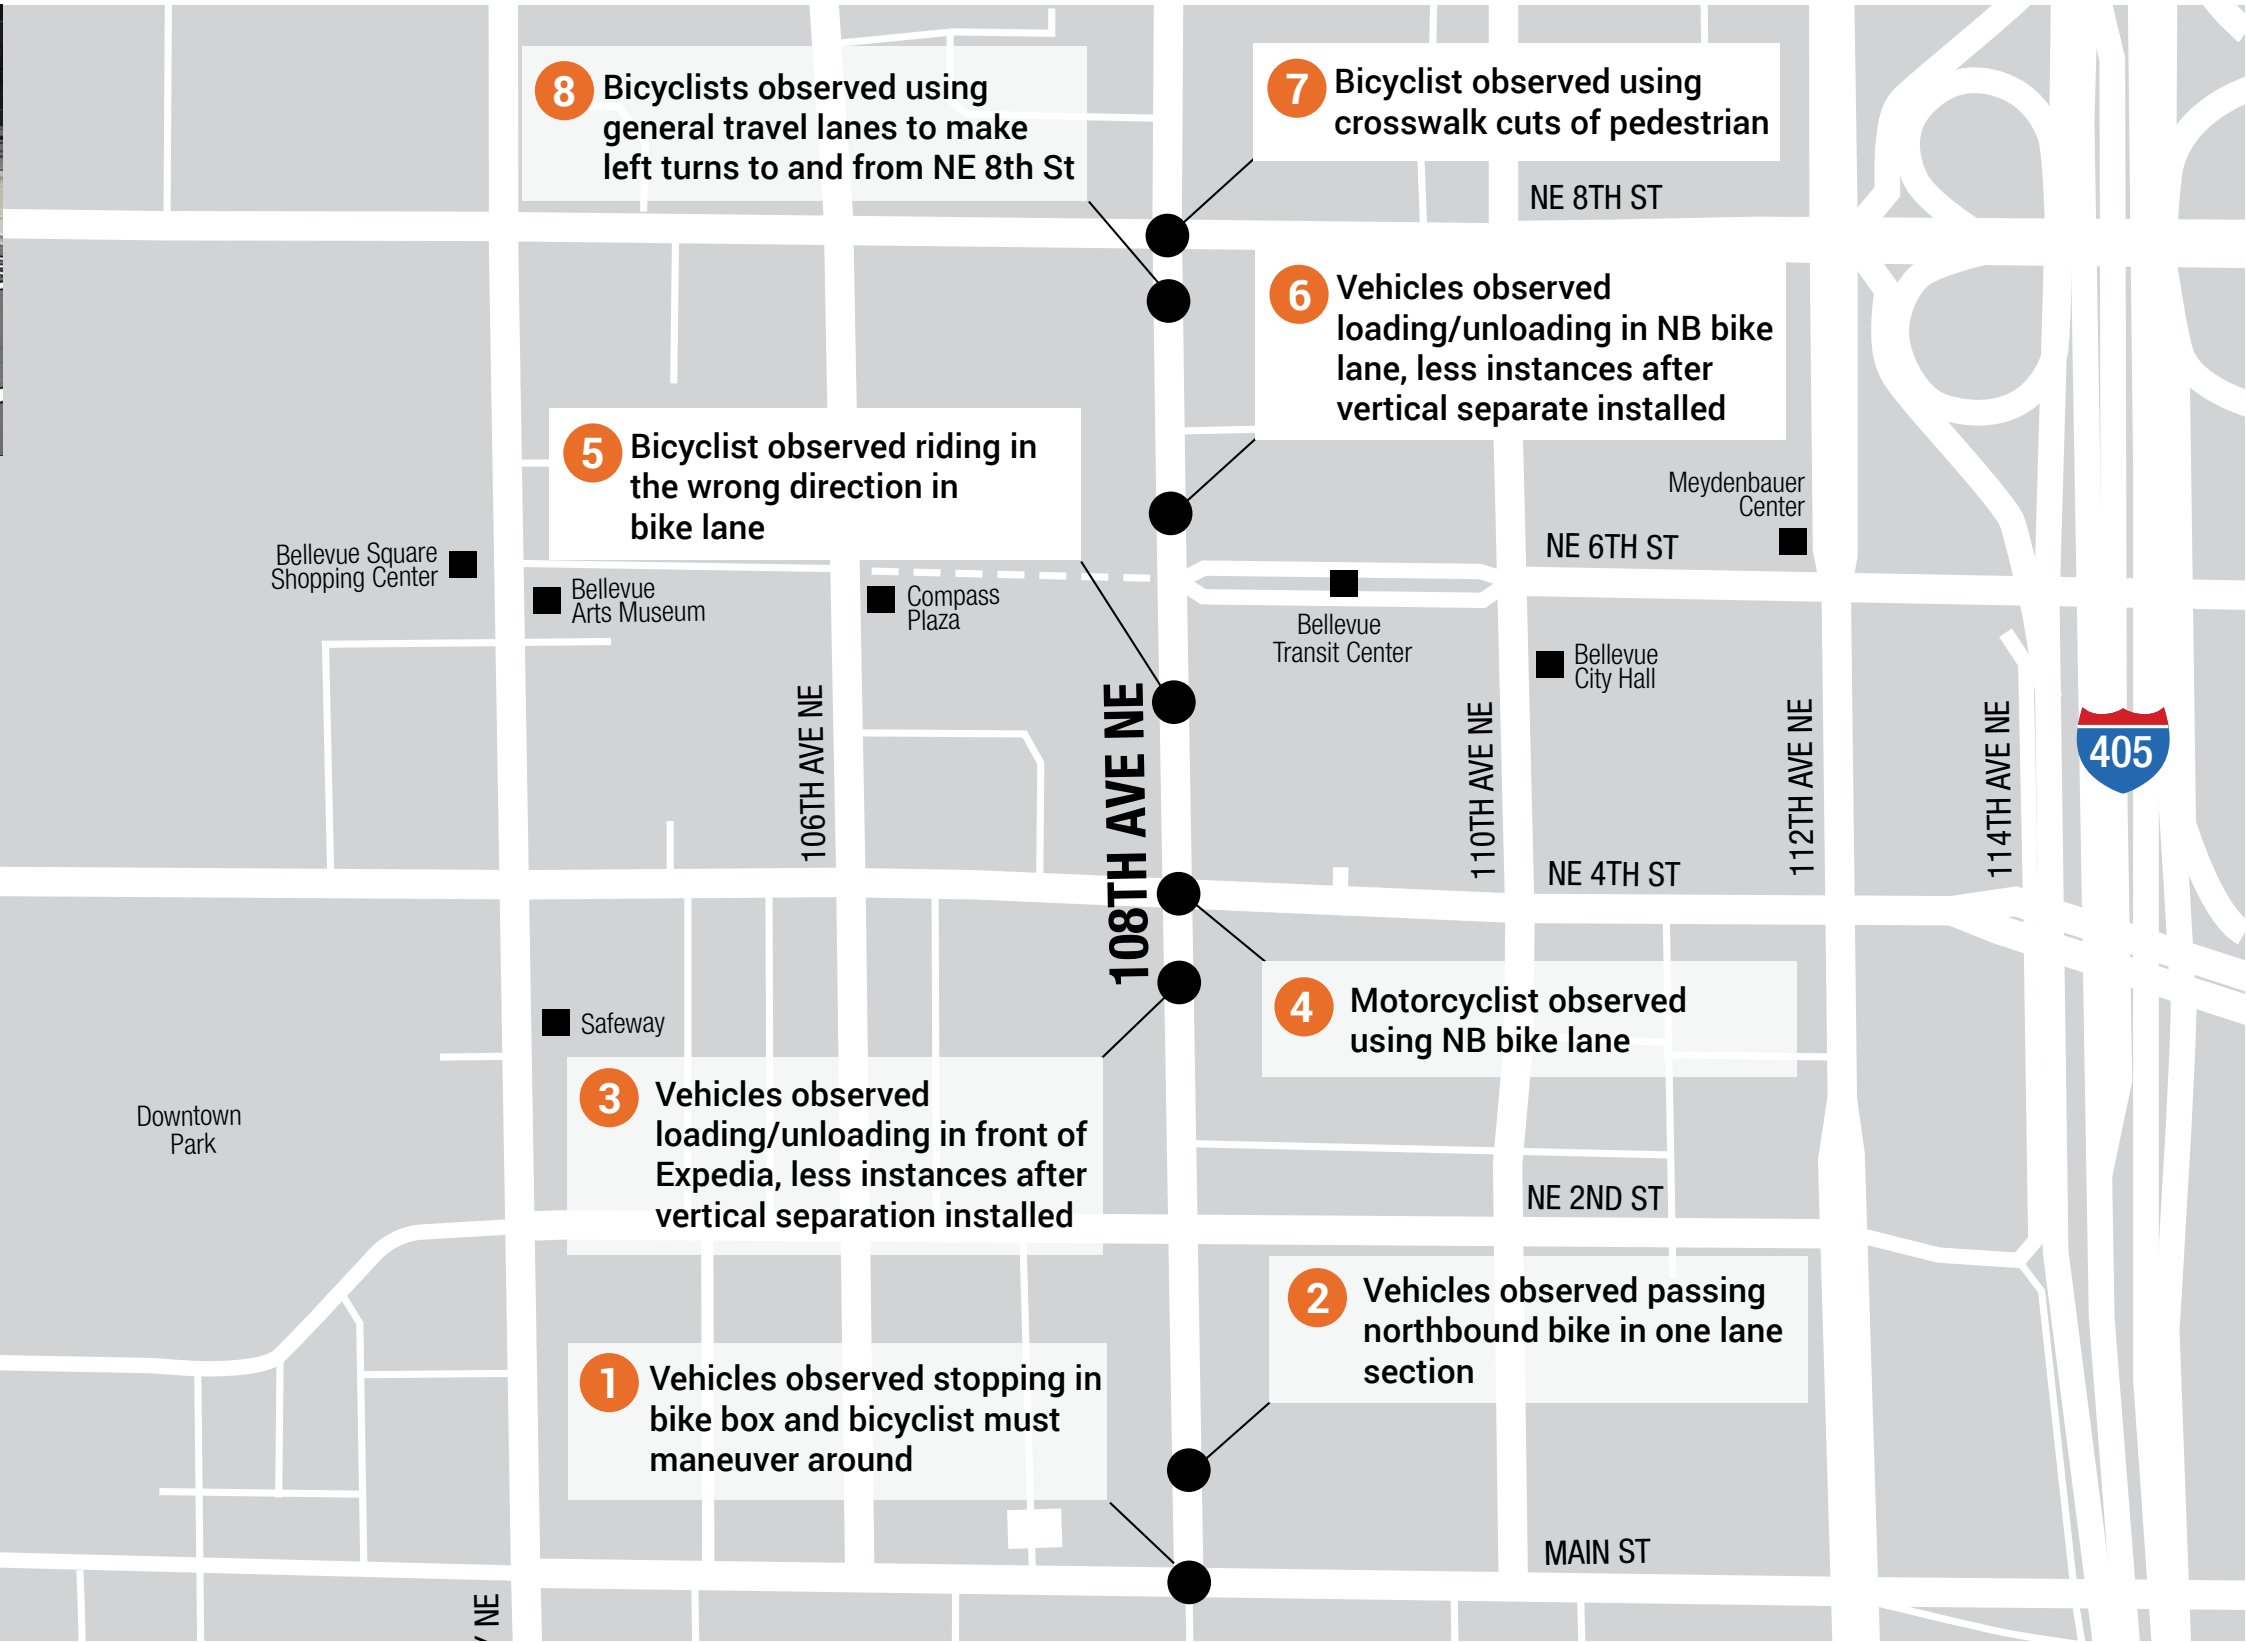 8
Bicyclists observed using
general travel lanes to make
left turns to and from NE 8th St
7
Bicyclist observed using
crosswalk cuts of pedestrian
NE 8TH ST
6
Vehicles observed
loading/unloading in NB bike
lane, less instances after
vertical separate installed
5
Bicyclist observed riding in
the wrong direction in
bike lane
Meydenbauer
Center
NE 6TH ST
Bellevue Square
Shopping Center
Bellevue
Arts Museum
Compass
Plaza
Bellevue
Transit Center
Bellevue
City Hall
106TH AVE NE
108TH AVE NE
110TH AVE NE
112TH AVE NE
114TH AVE NE
405
NE 4TH ST
4
Motorcyclist observed
using NB bike lane
Safeway
3
Vehicles observed
loading/unloading in front of
Expedia, less instances after
vertical separation installed
Downtown
Park
NE 2ND ST
2
Vehicles observed passing
northbound bike in one lane
section
1
Vehicles observed stopping in
bike box and bicyclist must
maneuver around
MAIN ST
NE